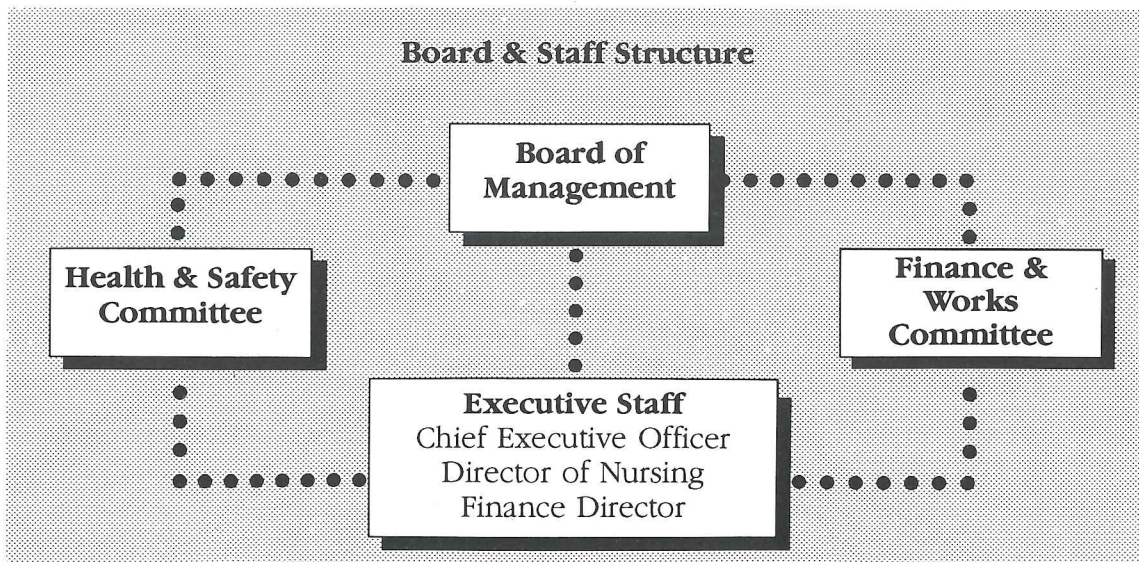 Board & Staff Structure
Board of
Management
Health & Safety
Committee
Finance &
Works
Committee
Executive Staff
Chief Executive Officer
Director of Nursing
Finance Director